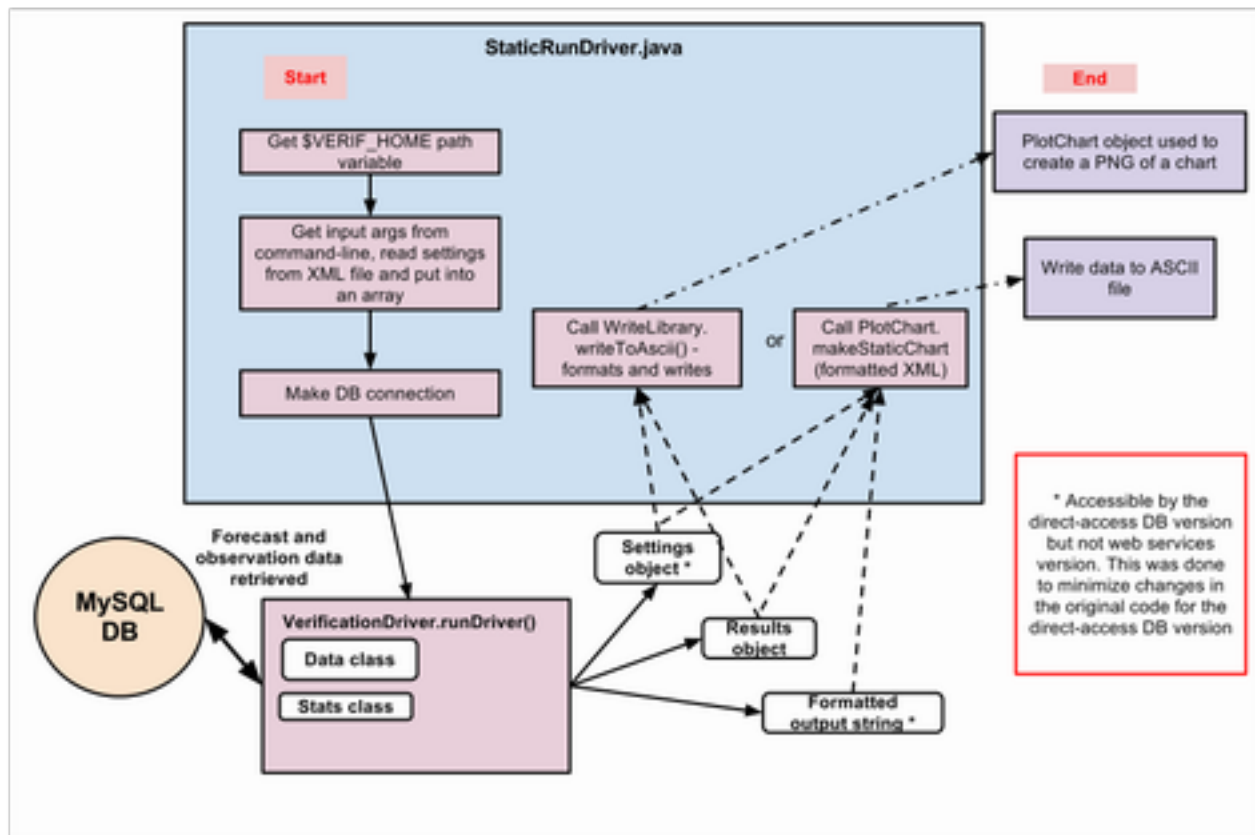 StaticRunDriver.java
Start
End
Get $VERIF_HOME path
variable
PlotChart object used to
create a PNG of a chart
Get input args from
command-line, read settings
from XML file and put into
an array
Write data to ASCII
file
Call WriteLibrary.
writeToAscii() -
formats and writes
or
Call PlotChart.
makeStaticChart
(formatted XML)
Make DB connection
* Accessible by the
direct-access DB version
but not web services
version. This was done
to minimize changes in
the original code for the
direct-access DB version
Forecast and
observation data
retrieved
Settings
object *
MySQL
DB
VerificationDriver.runDriver()
Data class
Stats class
Results
object
Formatted
output string *